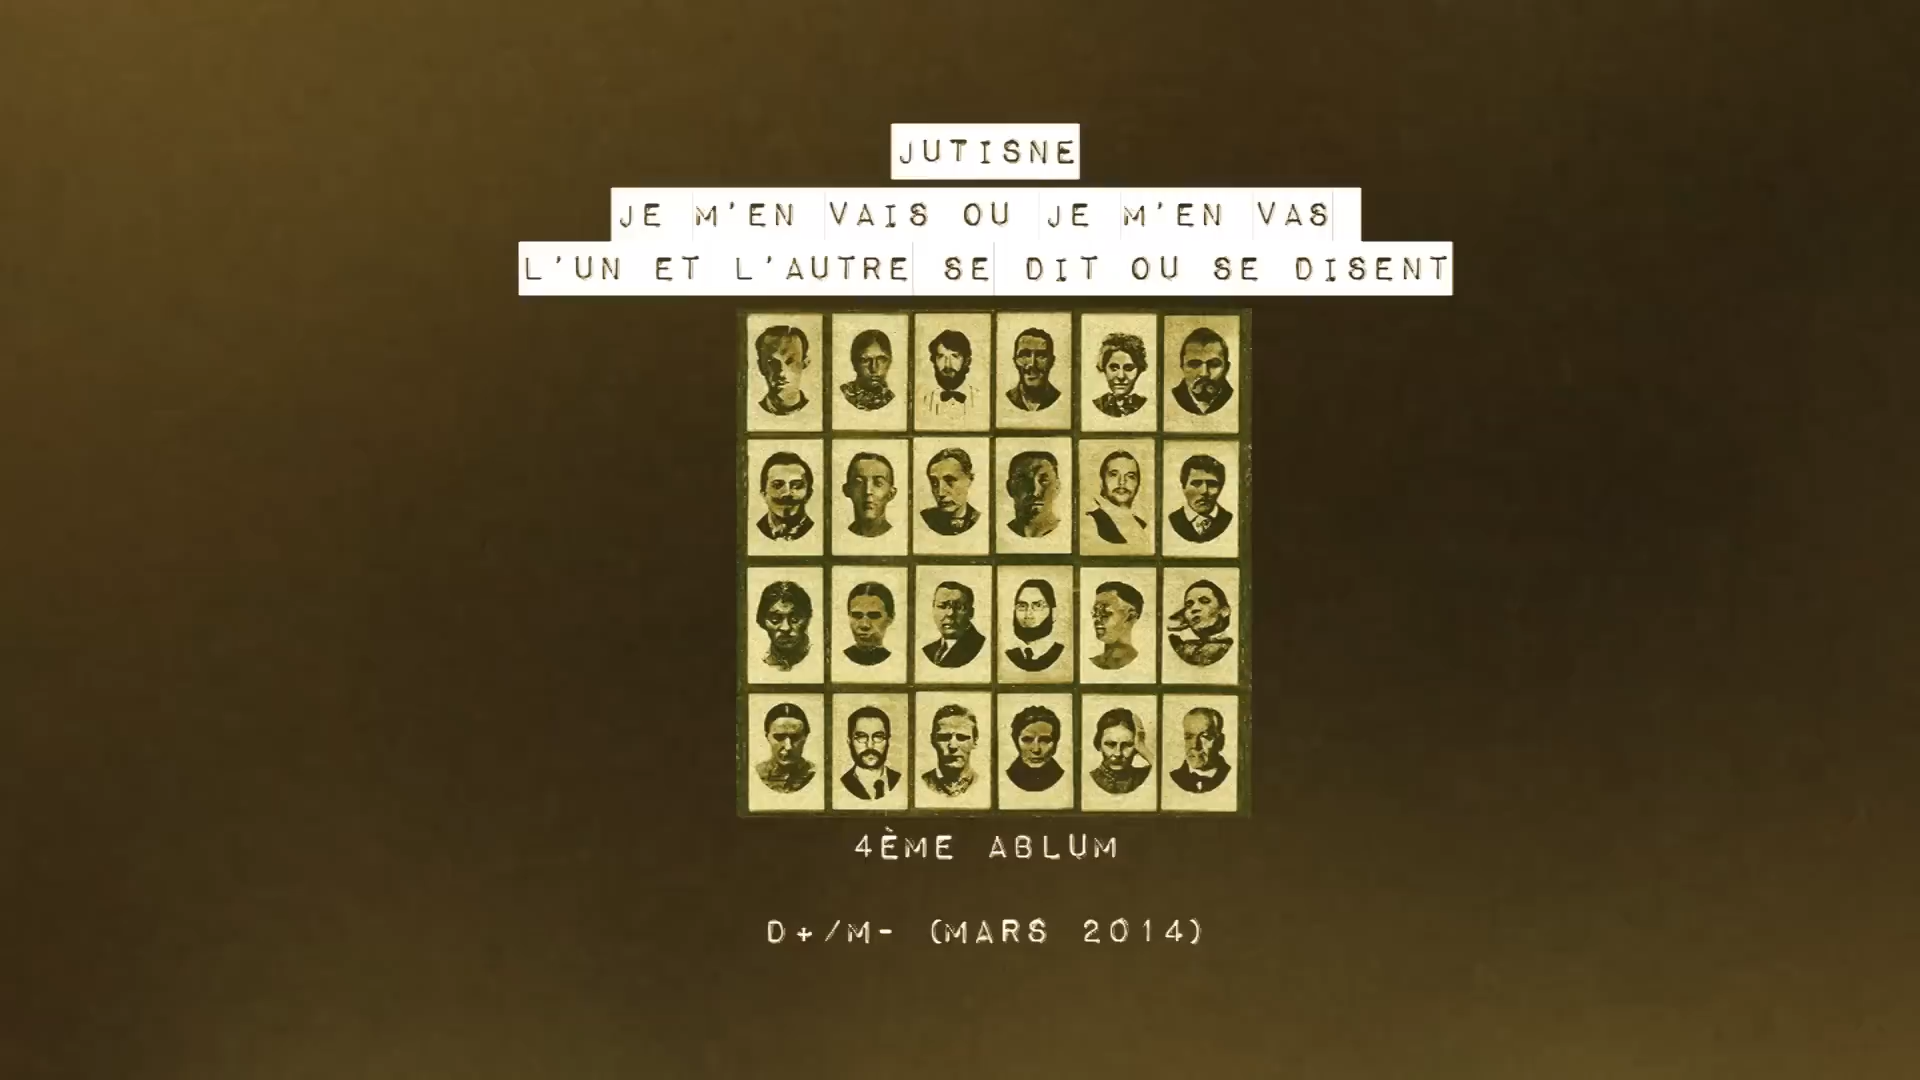 JUTISNE
JE M'EN VAIS OU JE M'EN VAS
L'UN ET L'AUTRE SE DIT OU SE DISENT
4ÈME ABLUM
D+/M- (MARS 2014)